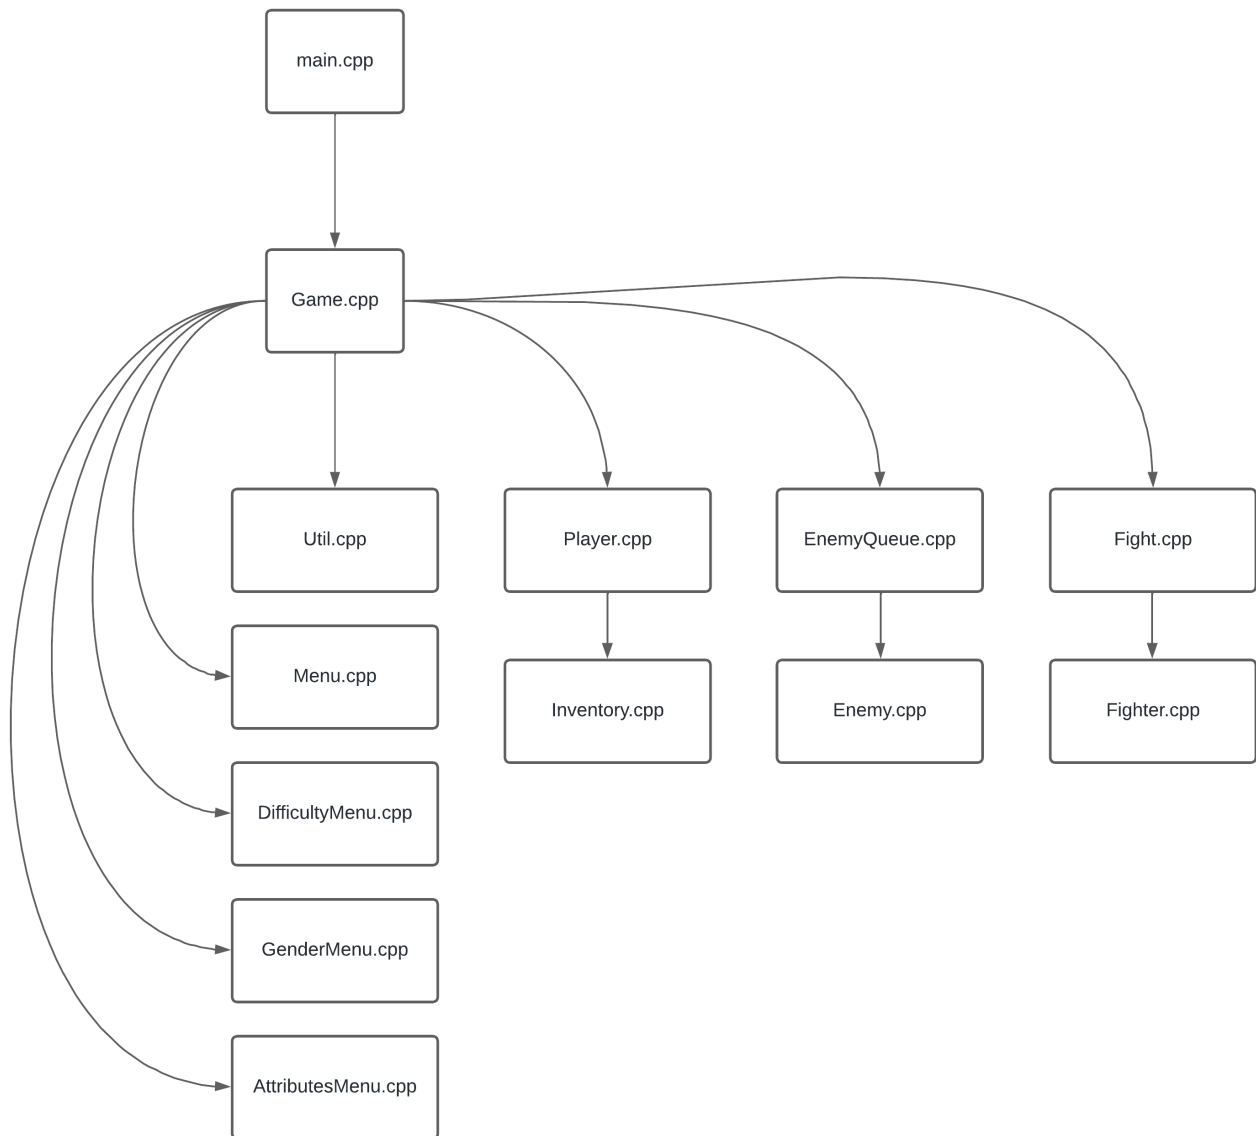 main.cpp
Game.cpp
Util.cpp
Player.cpp
EnemyQueue.cpp
Fight.cpp
Menu.cpp
Inventory.cpp
Enemy.cpp
Fighter.cpp
DifficultyMenu.cpp
GenderMenu.cpp
AttributesMenu.cpp